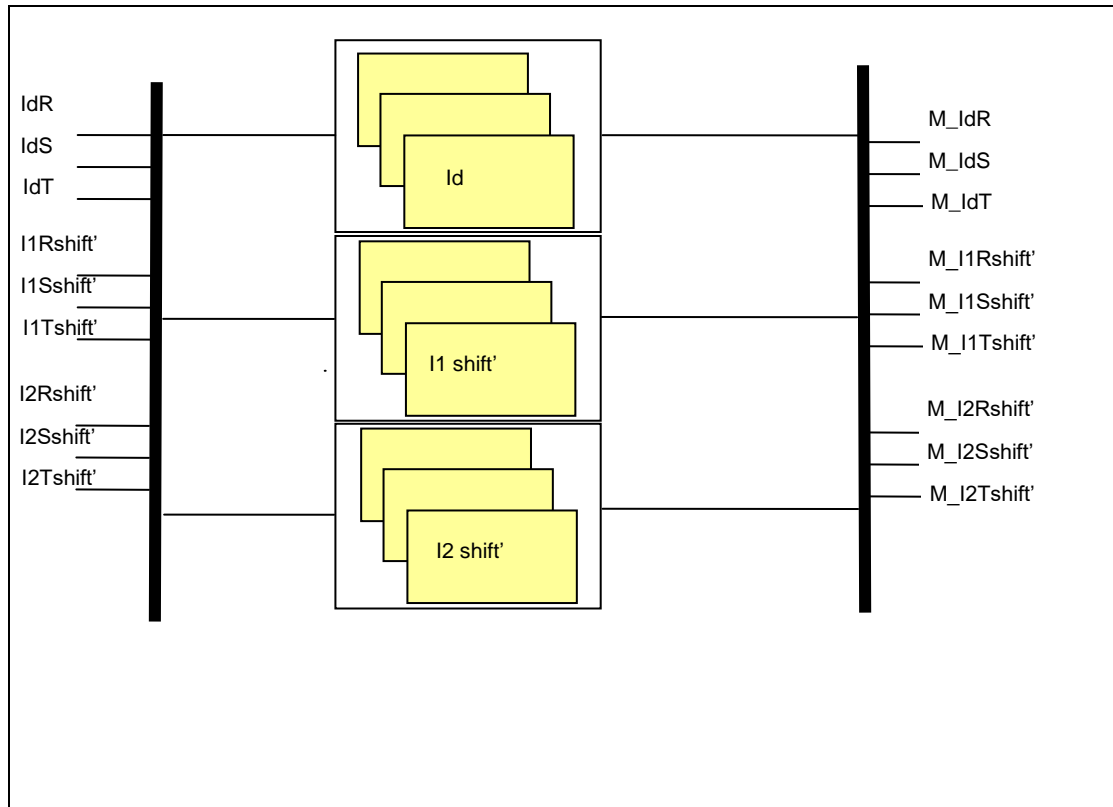 IdR
IdS
IdT
I1Rshift’
I1Sshift’
I1Tshift’
I2Rshift’
I2Sshift’
I2Tshift’
Id
I1 shift’
I2 shift’
M_IdR
M_IdS
M_IdT
M_I1Rshift’
M_I1Sshift’
M_I1Tshift’
M_I2Rshift’
M_I2Sshift’
M_I2Tshift’